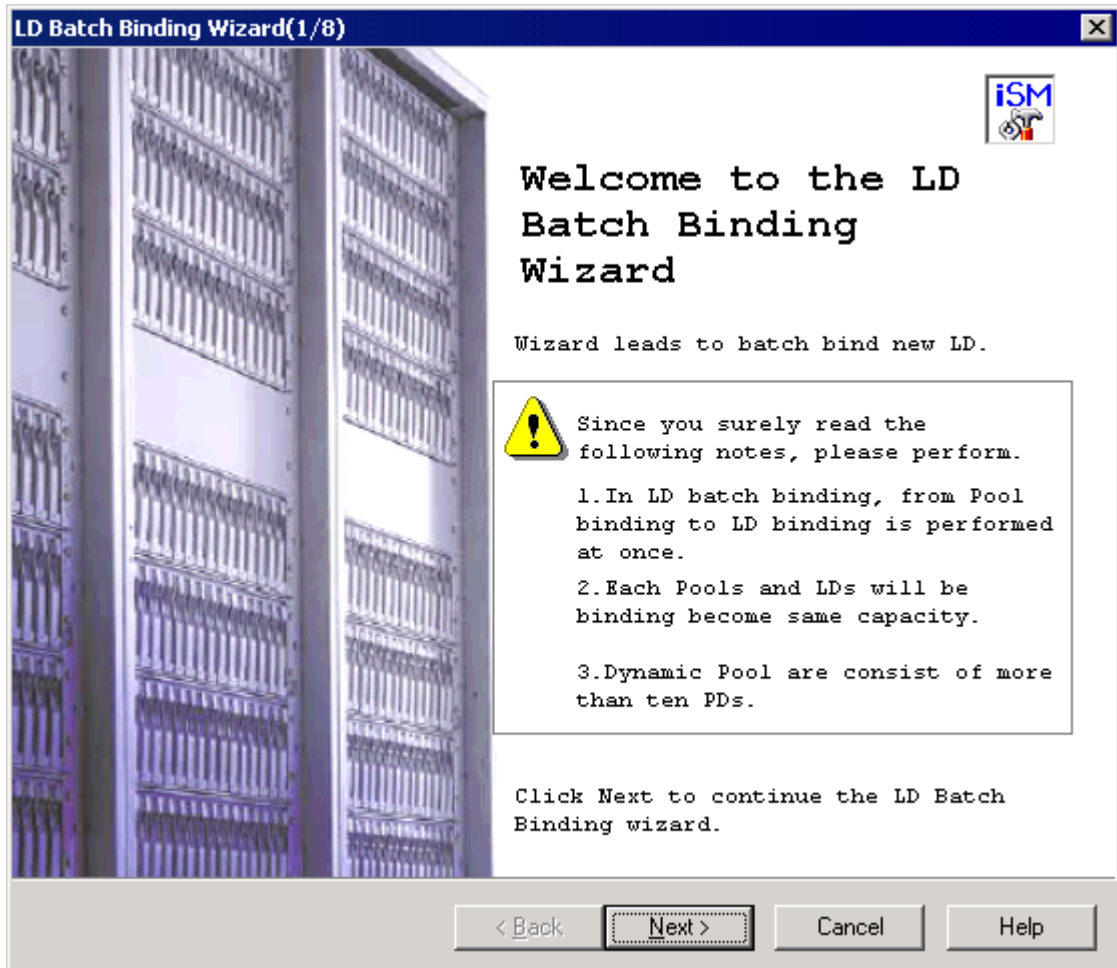 LD Batch Binding Wizard(1/8)
iSM
Welcome to the LD
Batch Binding
Wizard
Wizard leads to batch bind new LD.
Since you surely read the
following notes, please perform.
1.In LD batch binding, from Pool
binding to LD binding is performed
at once.
2.Each Pools and LDs will be
binding become same capacity.
3.Dynamic Pool are consist of more
than ten PDs.
Click Next to continue the LD Batch
Binding wizard.
< Back Next > Cancel Help